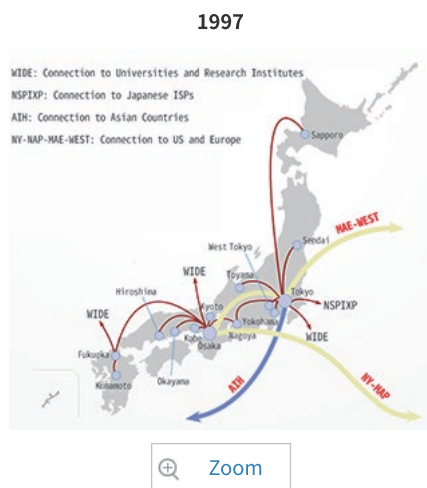 1997
WIDE: Connection to Universities and Research Institutes
NSPIXP: Connection to Japanese ISPs
AIH: Connection to Asian Countries
NY-NAP-MAE-WEST: Connection to US and Europe
Sapporo
MAE-WEST
Sendai
West Tokyo
Toyama
WIDE
Hiroshima
Tokyo
NSPIXP
WIDE
Kyoto
Yokohama
WIDE
Kobe
Nagoya
Osaka
Fukuoka
Kumamoto
Okayama
AIH
NY-NAP
Zoom